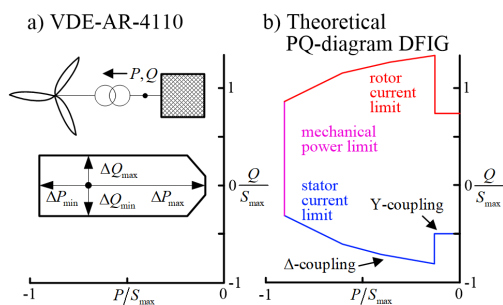 a) VDE-AR-4110
P, Q
ΔQmax
ΔPmin
ΔPmax
ΔQmin
1
0
-1
Q
Smax
-1
P/Smax
0
b) Theoretical
PQ-diagram DFIG
rotor
current
limit
mechanical
power limit
stator
current
limit
Y-coupling
Δ-coupling
1
0
-1
Q
Smax
-1
P/Smax
0